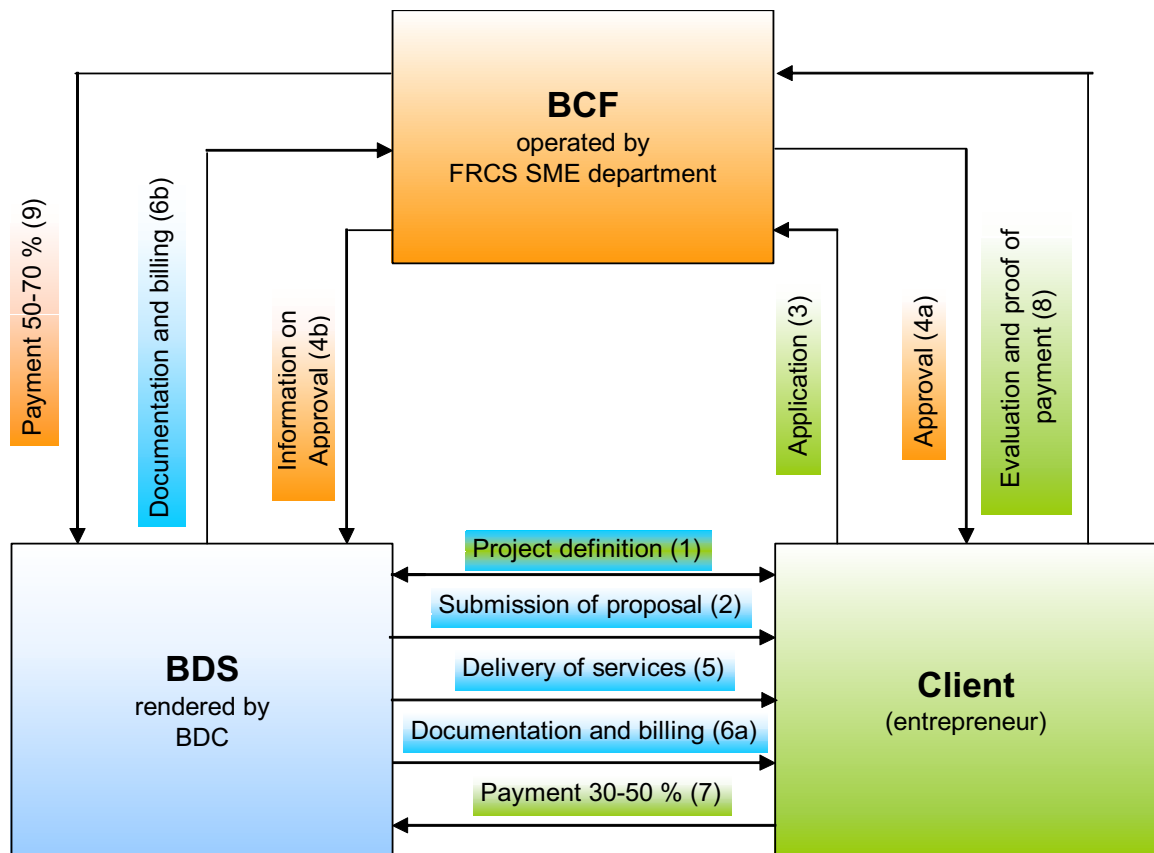 BCF
operated by
FRCS SME department
Payment 50-70 % (9)
Documentation and billing (6b)
Information on
Approval (4b)
Application (3)
Approval (4a)
Evaluation and proof of
payment (8)
Project definition (1)
Submission of proposal (2)
Delivery of services (5)
Documentation and billing (6a)
Payment 30-50 % (7)
BDS
rendered by
BDC
Client
(entrepreneur)